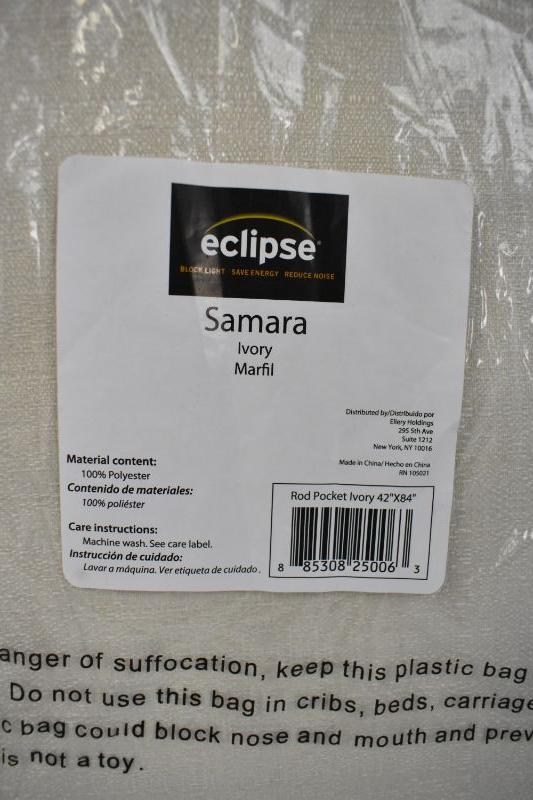 eclipse®
BLOCK LIGHT SAVE ENERGY REDUCE NOISE
Samara
Ivory
Marfil
Distributed by/Distribuido por
Ellery Holdings
295 5th Ave
Suite 1212
New York, NY 10016
Made in China/ Hecho en China
RN 105021
Material content:
100% Polyester
Contenido de materiales:
100% poliéster
Care instructions:
Machine wash. See care label.
Instrucción de cuidado:
Lavar a máquina. Ver etiqueta de cuidado.
Rod Pocket Ivory 42"X84"
8 85308 25006 3
anger of suffocation, keep this plastic bag
Do not use this bag in cribs, beds, carriage
c bag could block nose and mouth and prev
is not a toy.